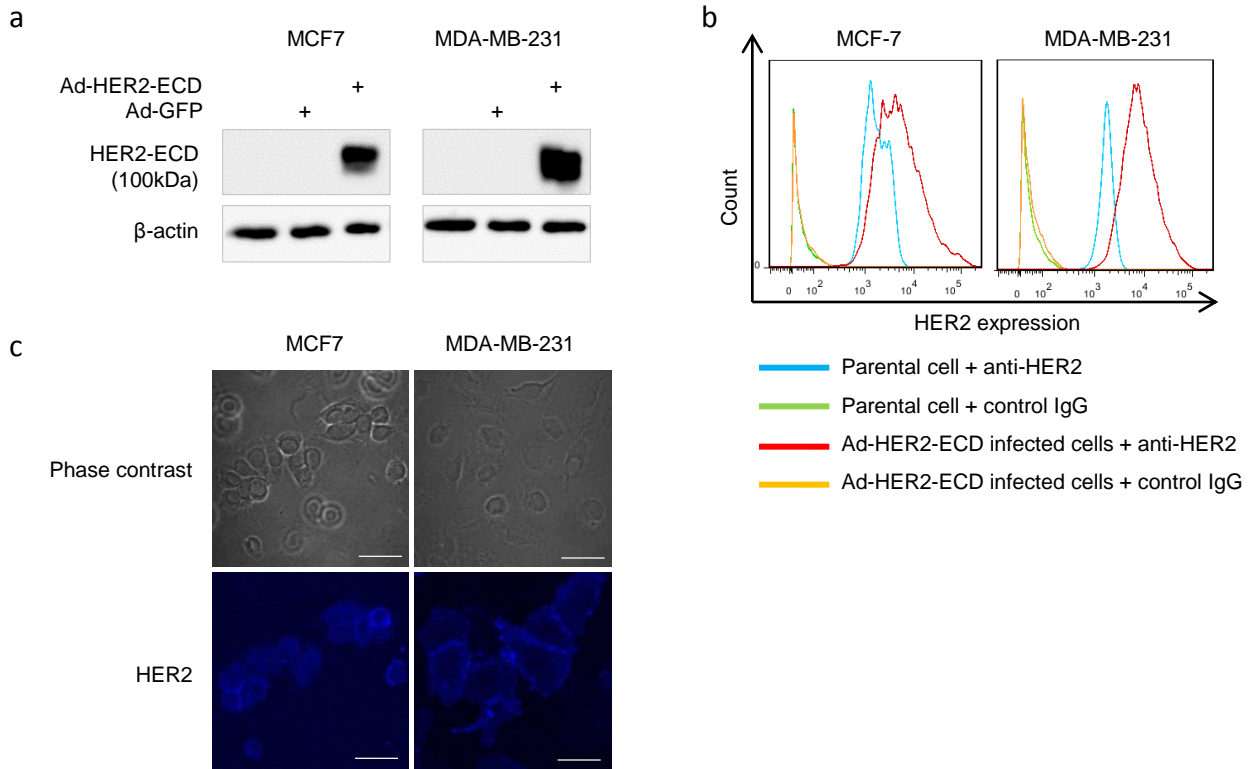 a
MCF7 MDA-MB-231
Ad-HER2-ECD + +
Ad-GFP + +
HER2-ECD
(100kDa)
β-actin
b
MCF-7 MDA-MB-231
Count
0
0 10² 10³ 10⁴ 10⁵ 0 10² 10³ 10⁴ 10⁵
HER2 expression
Parental cell + anti-HER2
Parental cell + control IgG
Ad-HER2-ECD infected cells + anti-HER2
Ad-HER2-ECD infected cells + control IgG
c
MCF7 MDA-MB-231
Phase contrast
HER2